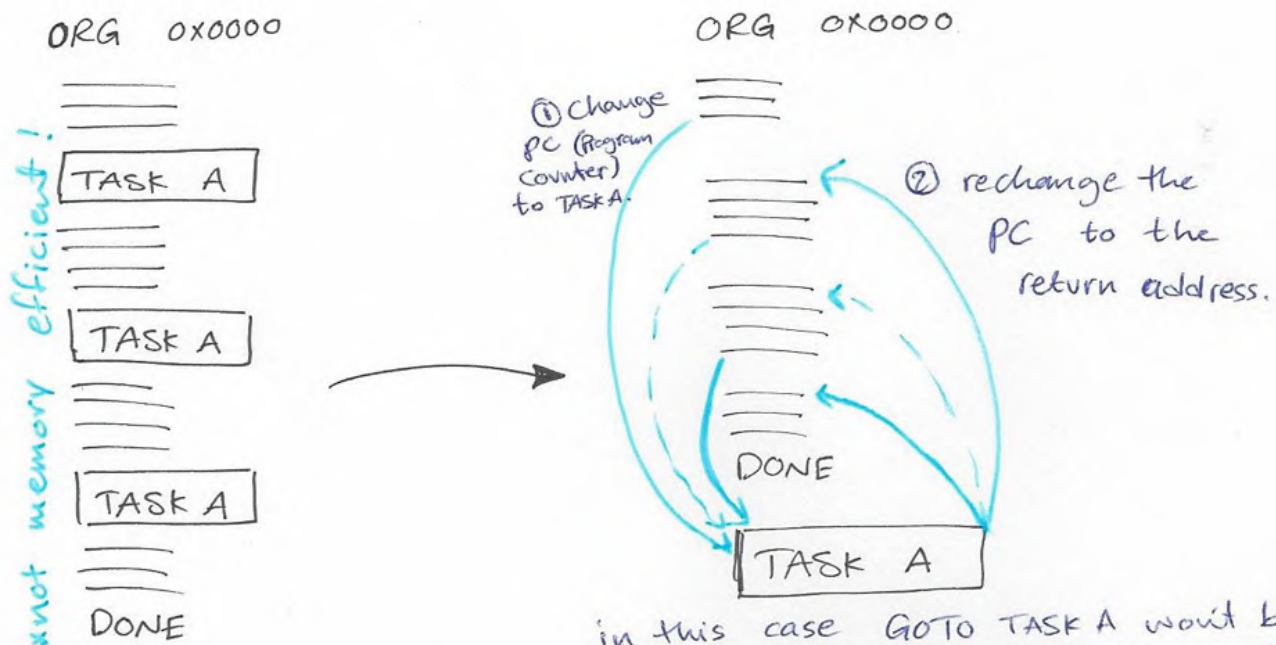 ORG 0x0000
TASK A
TASK A
TASK A
DONE
not memory efficient!
ORG 0x0000
① Change
PC (Program
Counter)
to TASK A.
② rechange the
PC to the
return address.
DONE
TASK A
in this case GOTO TASK A won't